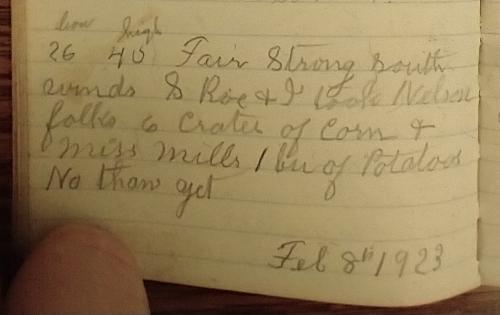 low high
26 40 Fair Strong South
winds S Roe & I took Nelson
folks 6 Crates of Corn &
Miss Mills 1 bu of Potatoes
No thaw yet
Feb 8th 1923